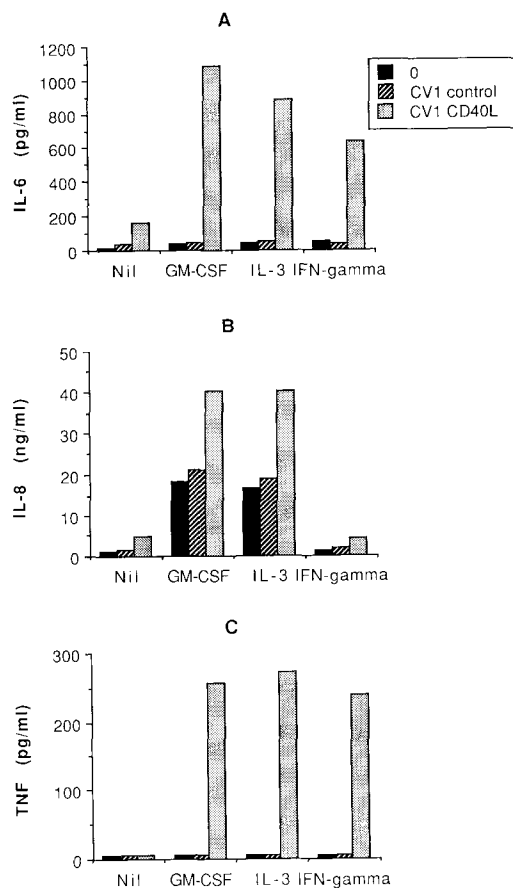 A
1200
1000
800
600
400
200
0
IL-6 (pg/ml)
Nil GM-CSF IL-3 IFN-gamma
0
CV1 control
CV1 CD40L
B
50
40
30
20
10
0
IL-8 (ng/ml)
Nil GM-CSF IL-3 IFN-gamma
C
300
200
100
0
TNF (pg/ml)
Nil GM-CSF IL-3 IFN-gamma